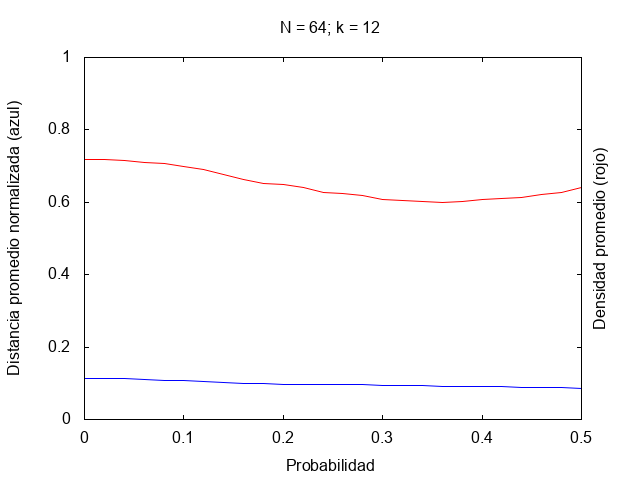 N = 64; k = 12
Distancia promedio normalizada (azul)
Densidad promedio (rojo)
1
0.8
0.6
0.4
0.2
0
0 0.1 0.2 0.3 0.4 0.5
Probabilidad